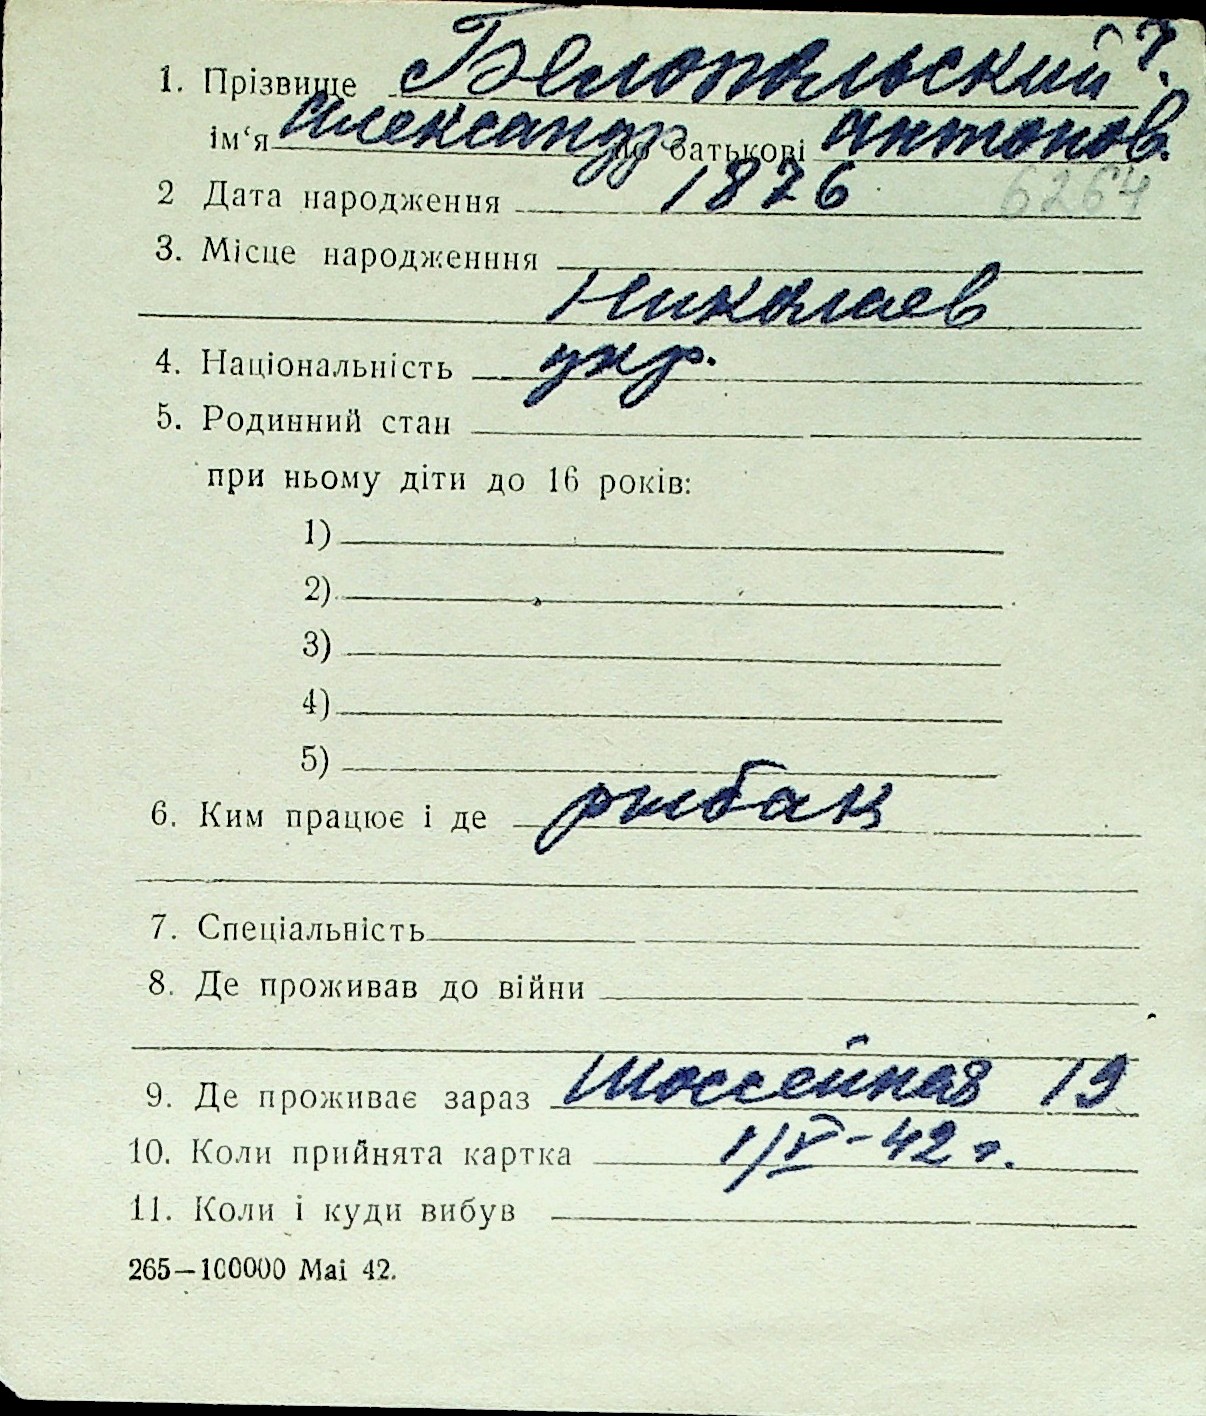 1. Прізвище Белопольский ?
ім‘я Александр по батькові Антонов.
2 Дата народження 1876 6264
3. Місце народженння
Николаев
4. Національність укр.
5. Родинний стан
при ньому діти до 16 років:
1)
2)
3)
4)
5)
6. Ким працює і де рыбак
7. Спеціальність
8. Де проживав до війни
9. Де проживає зараз Шоссейная 19
10. Коли прийнята картка 1/V-42 г.
11. Коли і куди вибув
265—100000 Mai 42.